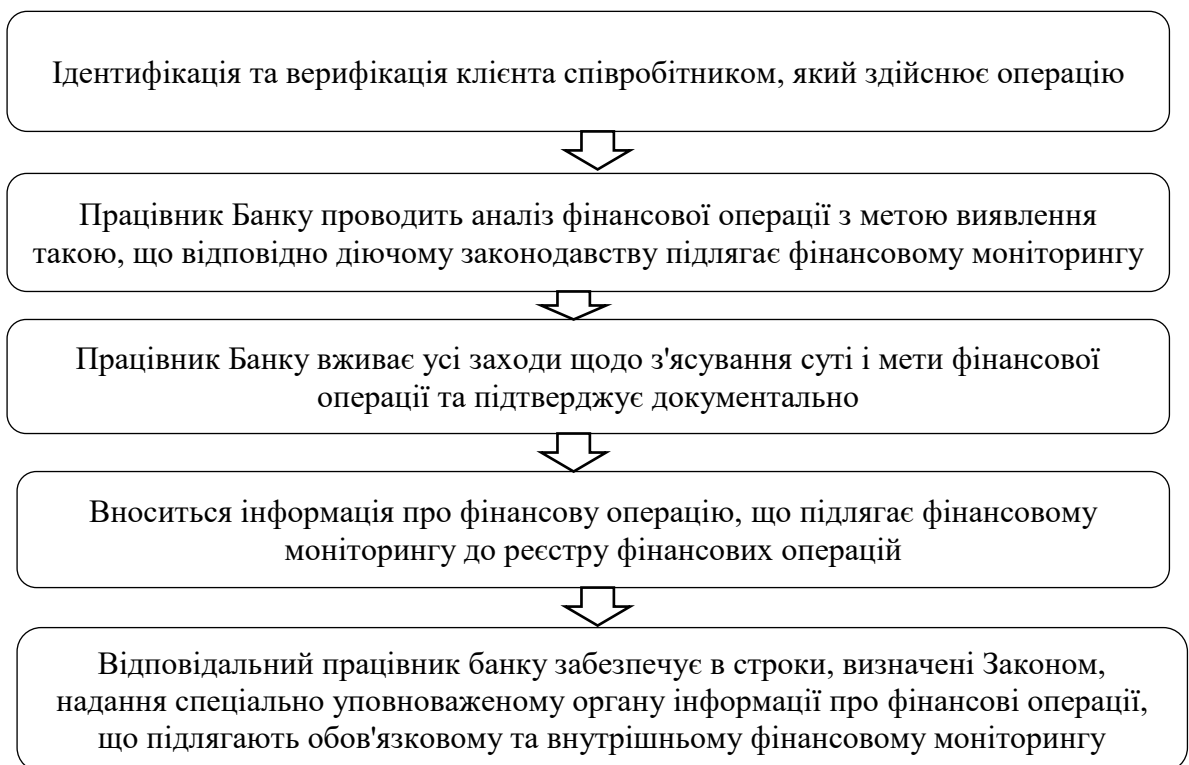 Ідентифікація та верифікація клієнта співробітником, який здійснює операцію
Працівник Банку проводить аналіз фінансової операції з метою виявлення
такою, що відповідно діючому законодавству підлягає фінансовому моніторингу
Працівник Банку вживає усі заходи щодо з'ясування суті і мети фінансової
операції та підтверджує документально
Вноситься інформація про фінансову операцію, що підлягає фінансовому
моніторингу до реєстру фінансових операцій
Відповідальний працівник банку забезпечує в строки, визначені Законом,
надання спеціально уповноваженому органу інформації про фінансові операції,
що підлягають обов'язковому та внутрішньому фінансовому моніторингу